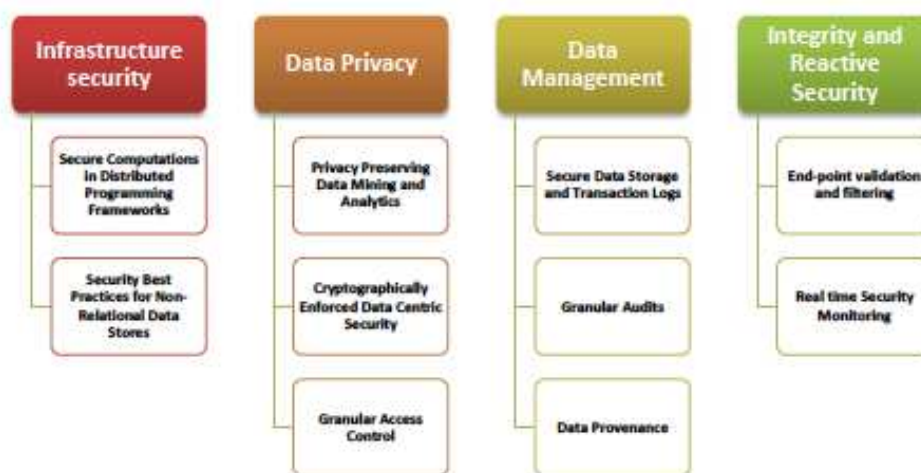 Infrastructure
security
Secure Computations
in Distributed
Programming
Frameworks
Security Best
Practices for Non-
Relational Data
Stores
Data Privacy
Privacy Preserving
Data Mining and
Analytics
Cryptographically
Enforced Data Centric
Security
Granular Access
Control
Data
Management
Secure Data Storage
and Transaction Logs
Granular Audits
Data Provenance
Integrity and
Reactive
Security
End-point validation
and filtering
Real time Security
Monitoring